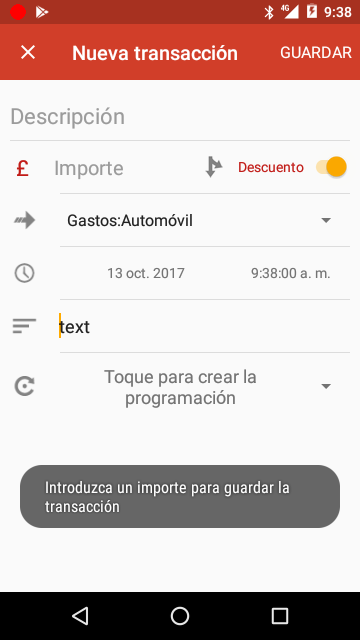 4G 9:38
Nueva transacción GUARDAR
Descripción
£ Importe Descuento
Gastos:Automóvil
13 oct. 2017 9:38:00 a. m.
text
Toque para crear la
programación
Introduzca un importe para guardar la
transacción